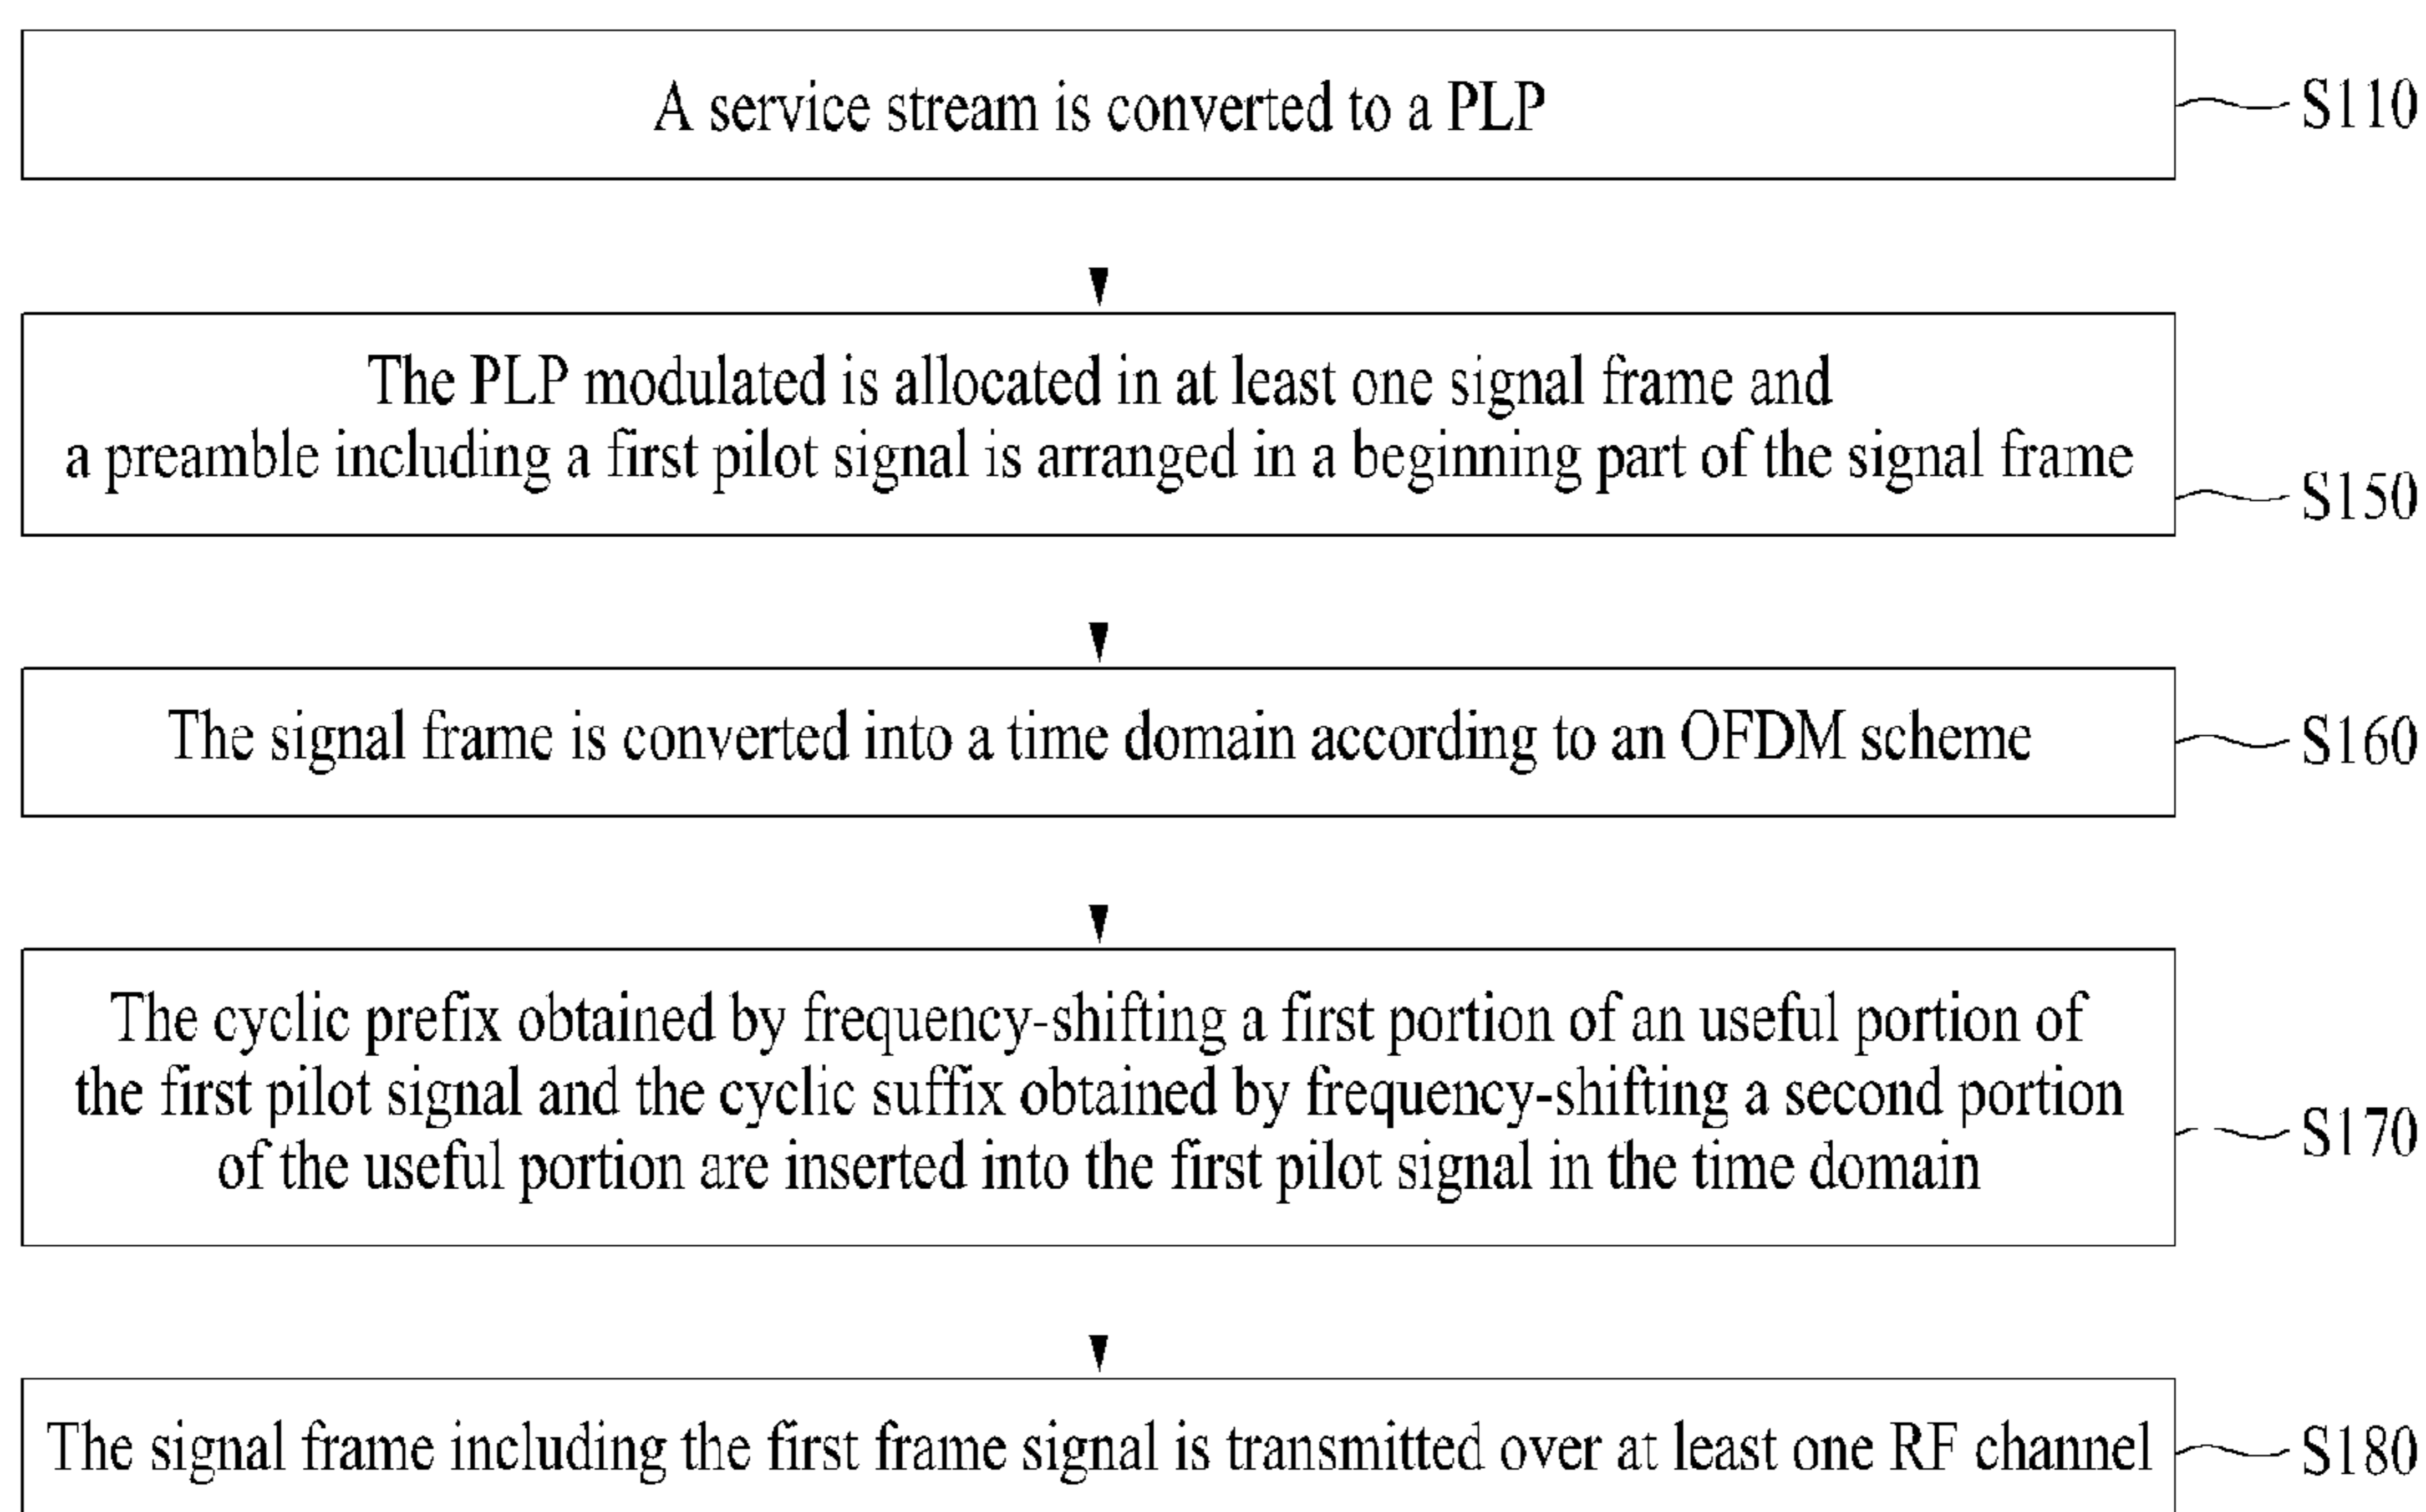 A service stream is converted to a PLP
S110
The PLP modulated is allocated in at least one signal frame and
a preamble including a first pilot signal is arranged in a beginning part of the signal frame
S150
The signal frame is converted into a time domain according to an OFDM scheme
S160
The cyclic prefix obtained by frequency-shifting a first portion of an useful portion of
the first pilot signal and the cyclic suffix obtained by frequency-shifting a second portion
of the useful portion are inserted into the first pilot signal in the time domain
S170
The signal frame including the first frame signal is transmitted over at least one RF channel
S180